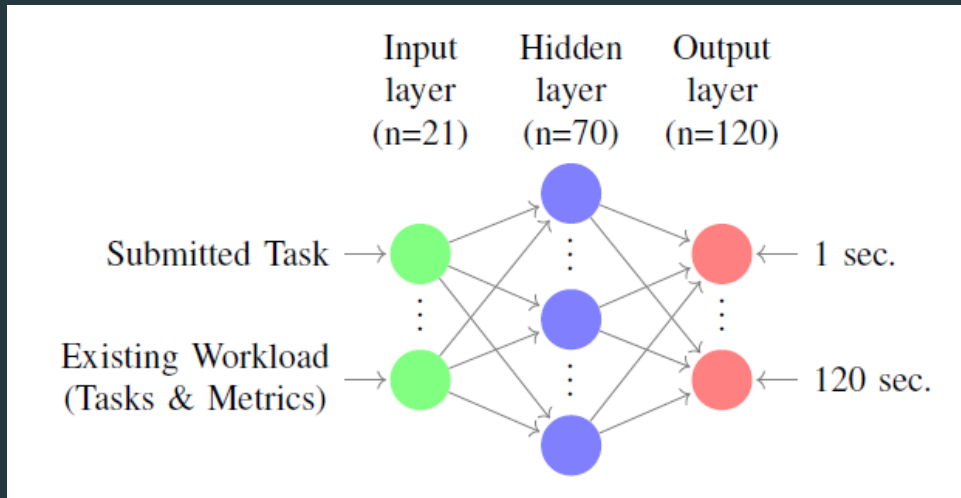 Input
layer
(n=21)
Hidden
layer
(n=70)
Output
layer
(n=120)
Submitted Task
1 sec.
Existing Workload
(Tasks & Metrics)
120 sec.